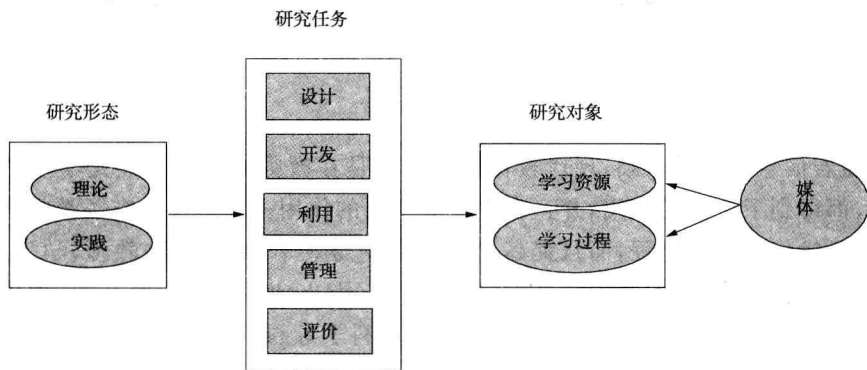 研究任务
研究形态
研究对象
理论
实践
设计
开发
利用
管理
评价
学习资源
学习过程
媒
体